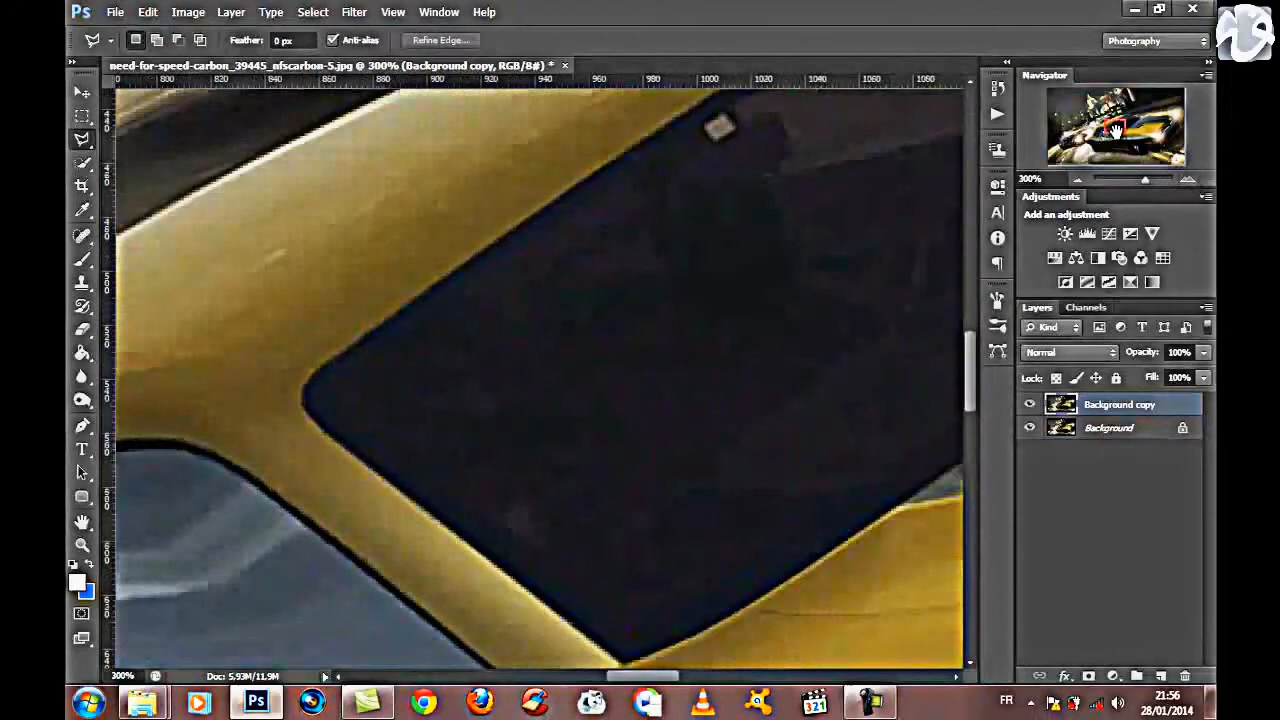 Ps File Edit Image Layer Type Select Filter View Window Help
Feather: 0 px Anti-alias Refine Edge... Photography
need-for-speed-carbon_39445_nfscarbon-5.jpg @ 300% (Background copy, RGB/8#) * ×
0 800 820 840 860 880 900 920 940 960 980 1000 1020 1040 1060 1080
Navigator
300%
Adjustments
Add an adjustment
Layers Channels
Kind
Normal Opacity: 100%
Lock: Fill: 100%
Background copy
Background
300% Doc: 5.93M/11.9M
Ps 321 FR 21:56
28/01/2014